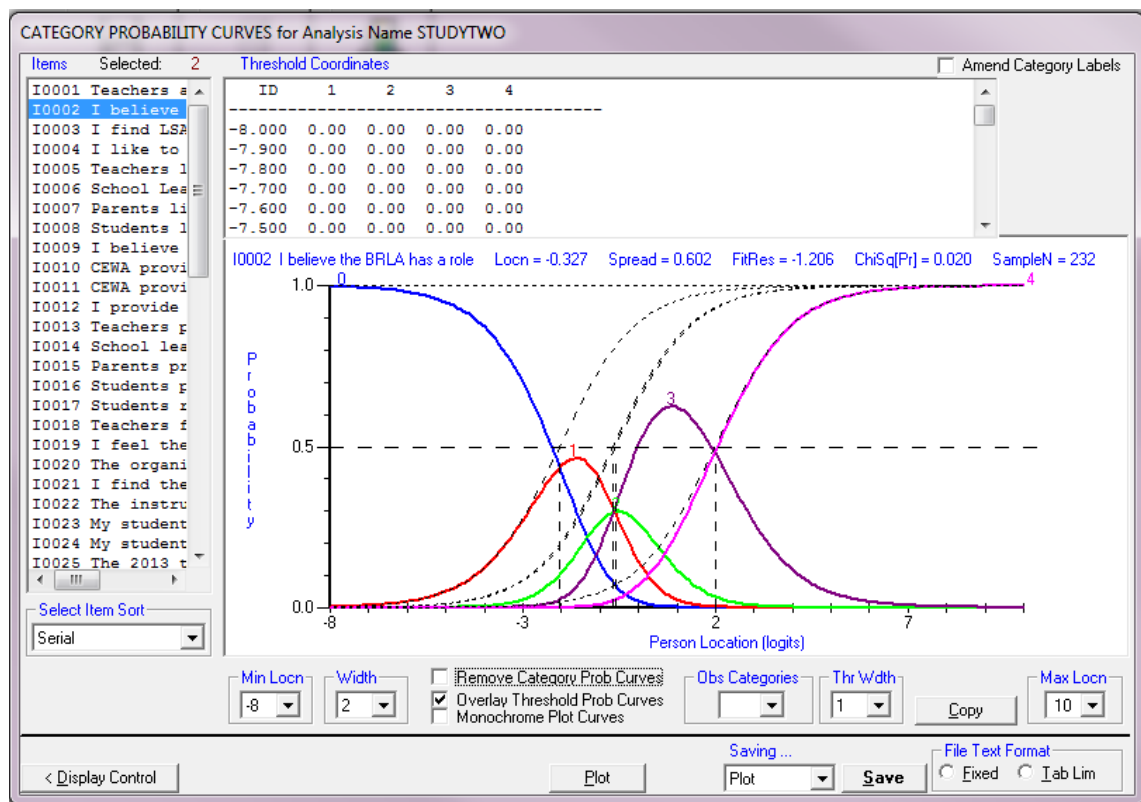 CATEGORY PROBABILITY CURVES for Analysis Name STUDYTWO
Items Selected: 2 Threshold Coordinates
Amend Category Labels
I0001 Teachers a
I0002 I believe
I0003 I find LSA
I0004 I like to
I0005 Teachers l
I0006 School Lea
I0007 Parents li
I0008 Students l
I0009 I believe
I0010 CEWA provi
I0011 CEWA provi
I0012 I provide
I0013 Teachers p
I0014 School lea
I0015 Parents pr
I0016 Students p
I0017 Students r
I0018 Teachers f
I0019 I feel the
I0020 The organi
I0021 I find the
I0022 The instru
I0023 My student
I0024 My student
I0025 The 2013 t
Select Item Sort
Serial
ID 1 2 3 4
-8.000 0.00 0.00 0.00 0.00
-7.900 0.00 0.00 0.00 0.00
-7.800 0.00 0.00 0.00 0.00
-7.700 0.00 0.00 0.00 0.00
-7.600 0.00 0.00 0.00 0.00
-7.500 0.00 0.00 0.00 0.00
I0002 I believe the BRLA has a role Locn = -0.327 Spread = 0.602 FitRes = -1.206 ChiSq[Pr] = 0.020 SampleN = 232
1.0 0 4
Probability
3
0.5 1
0.0
-8 -3 2 7
Person Location (logits)
Min Locn Width Remove Category Prob Curves Obs Categories Thr Wdth Max Locn
-8 2 Overlay Threshold Prob Curves 1 Copy 10
Monochrome Plot Curves
Saving ... File Text Format
< Display Control Plot Plot Save Fixed Tab Lim